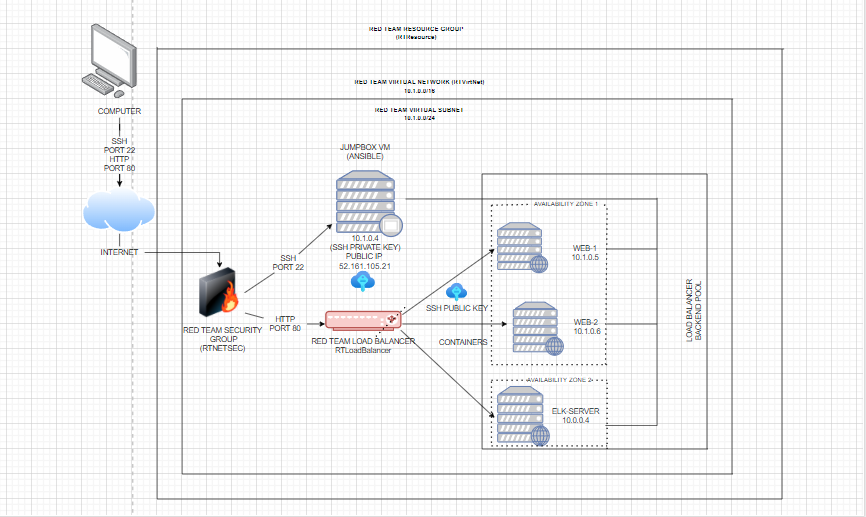 RED TEAM RESOURCE GROUP
(RTResource)
RED TEAM VIRTUAL NETWORK (RTVirtNet)
10.1.0.0/16
RED TEAM VIRTUAL SUBNET
10.1.0.0/24
COMPUTER
SSH
PORT 22
HTTP
PORT 80
INTERNET
JUMPBOX VM
(ANSIBLE)
10.1.0.4
(SSH PRIVATE KEY)
PUBLIC IP
52.161.105.21
SSH
PORT 22
HTTP
PORT 80
RED TEAM SECURITY
GROUP
(RTNETSEC)
RED TEAM LOAD BALANCER
RTLoadBalancer
SSH PUBLIC KEY
CONTAINERS
AVAILABILITY ZONE 1
WEB-1
10.1.0.5
WEB-2
10.1.0.6
AVAILABILITY ZONE 2
ELK-SERVER
10.0.0.4
LOAD BALANCER
BACKEND POOL